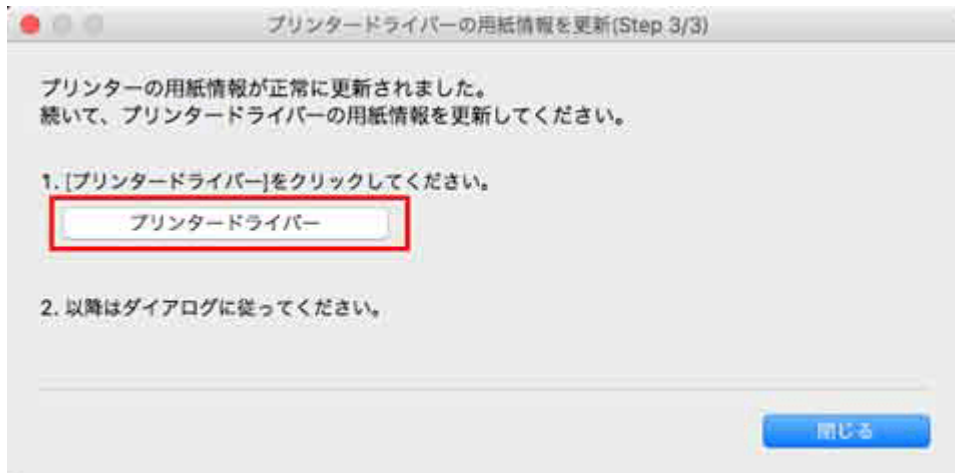 プリンタードライバーの用紙情報を更新(Step 3/3)
プリンターの用紙情報が正常に更新されました。
続いて、プリンタードライバーの用紙情報を更新してください。
1. [プリンタードライバー]をクリックしてください。
プリンタードライバー
2. 以降はダイアログに従ってください。
閉じる